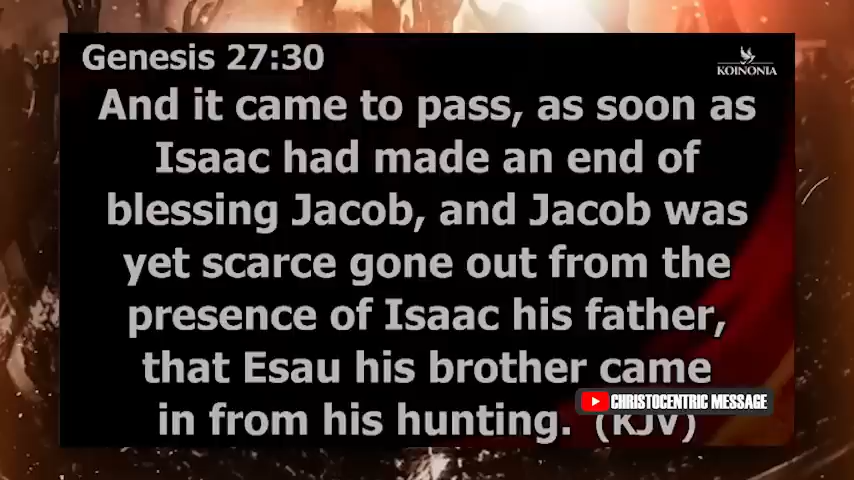 Genesis 27:30
KOINONIA
And it came to pass, as soon as
Isaac had made an end of
blessing Jacob, and Jacob was
yet scarce gone out from the
presence of Isaac his father,
that Esau his brother came
in from his hunting. (KJV)
CHRISTOCENTRIC MESSAGE